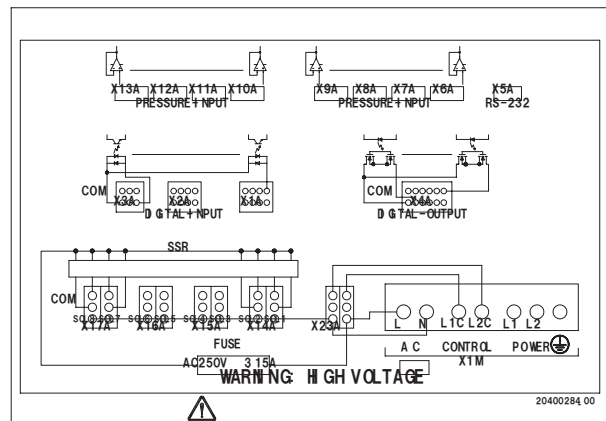 X13A X12A X11A X10A X9A X8A X7A X6A X5A
PRESSURE-INPUT PRESSURE-INPUT RS-232
COM X3A X2A X1A COM X4A
DIGITAL-INPUT DIGITAL-OUTPUT
SSR
COM
X17A X16A X15A X14A X23A
L N L1C L2C L1 L2
FUSE AC CONTROL POWER
AC250V 3.15A X1M
WARNING: HIGH VOLTAGE
20400284.00